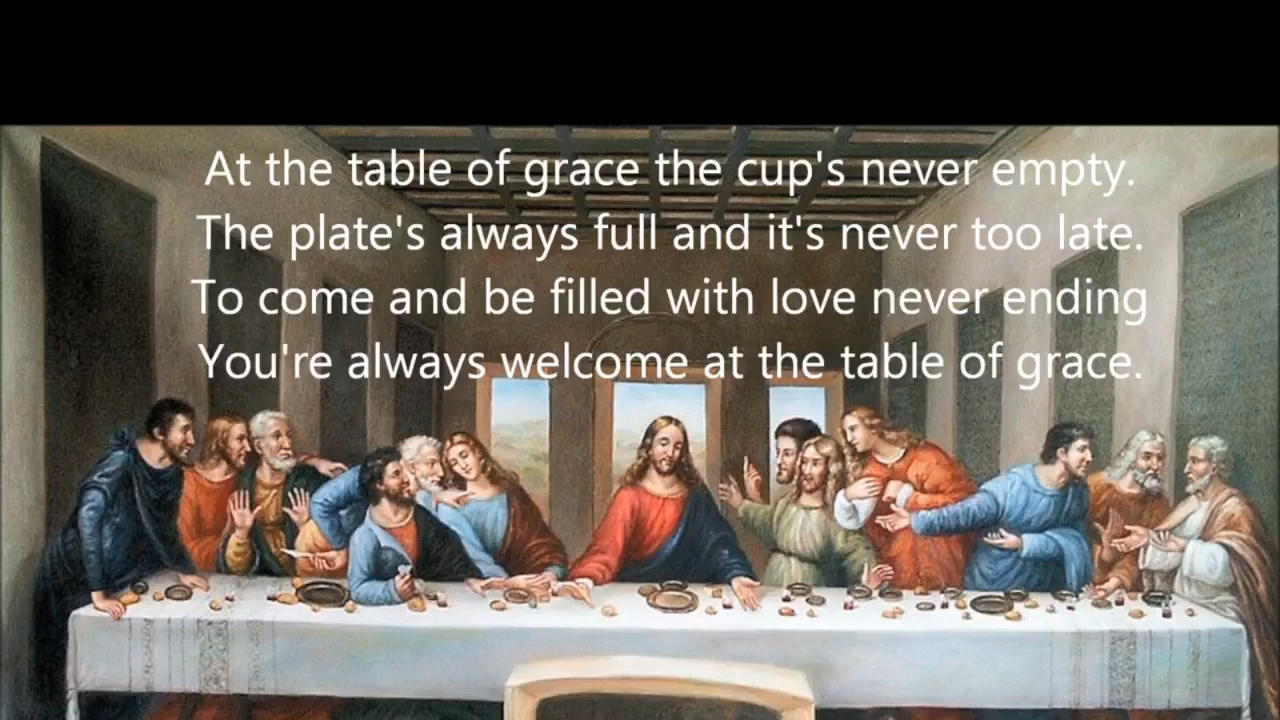 At the table of grace the cup's never empty.
The plate's always full and it's never too late.
To come and be filled with love never ending
You're always welcome at the table of grace.